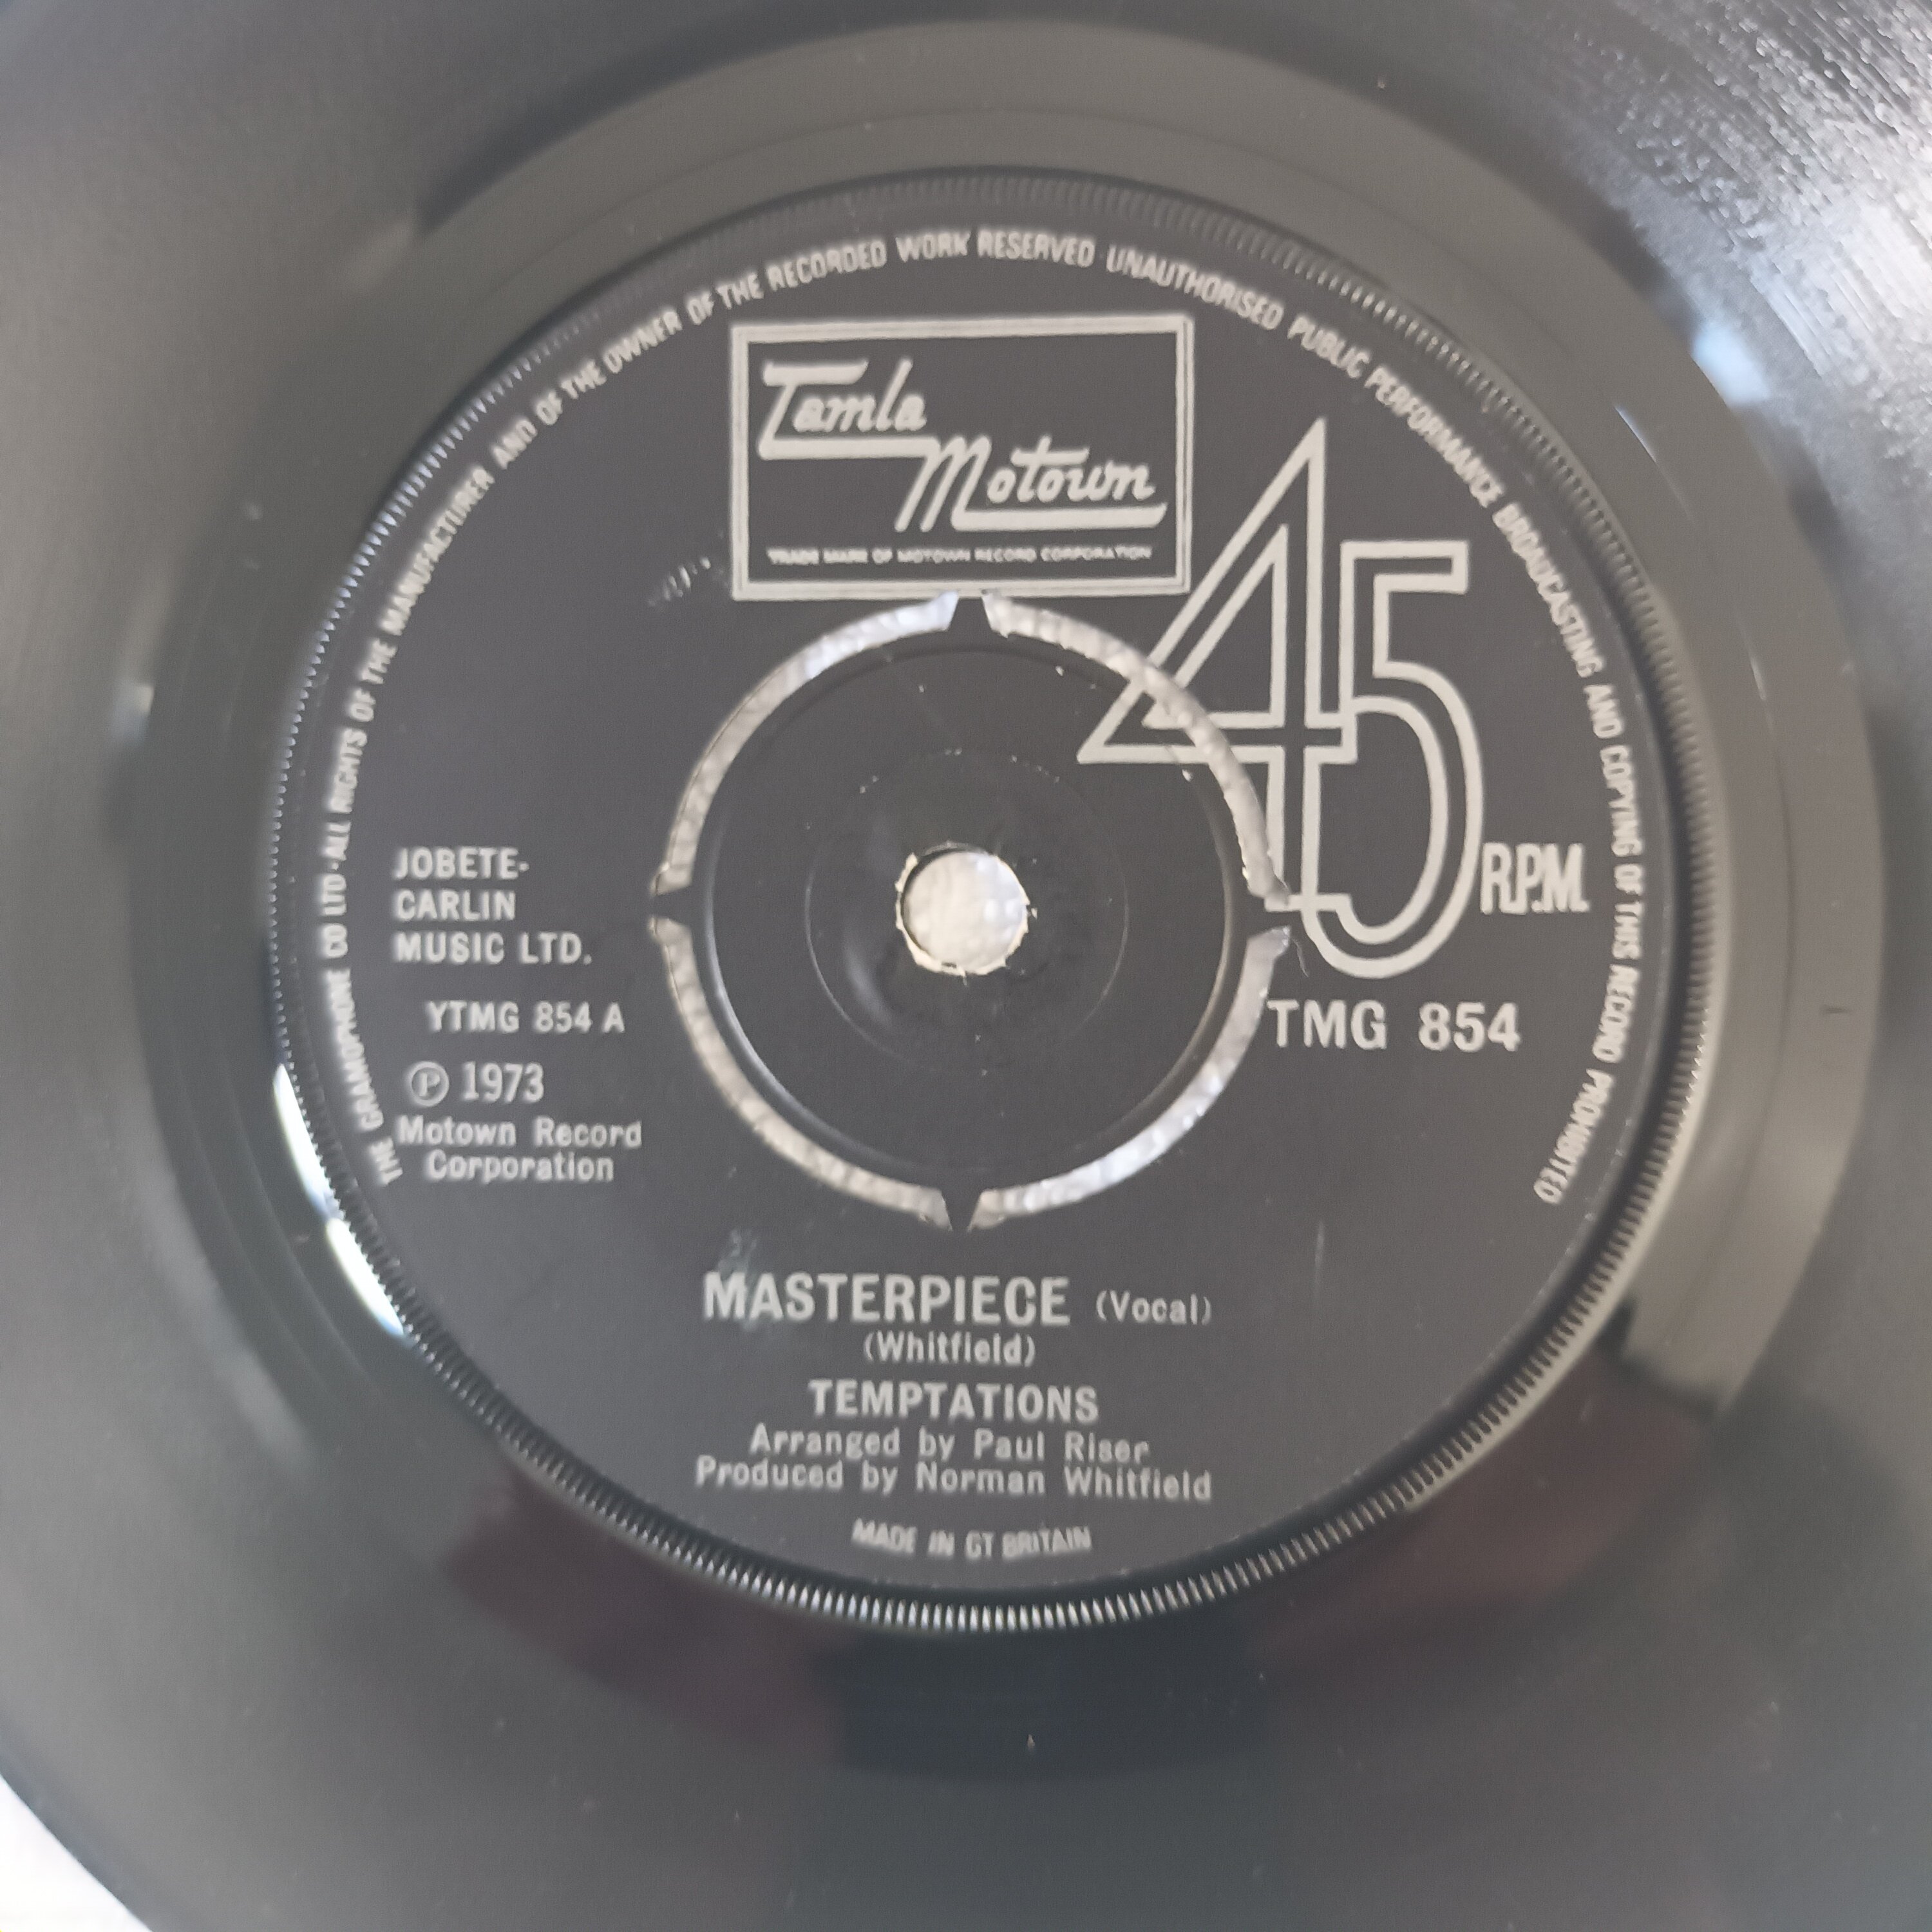 THE GRAMOPHONE CO LTD · ALL RIGHTS OF THE MANUFACTURER AND OF THE OWNER OF THE RECORDED WORK RESERVED · UNAUTHORISED PUBLIC PERFORMANCE BROADCASTING AND COPYING OF THIS RECORD PROHIBITED
Tamla
Motown
TRADE MARK OF MOTOWN RECORD CORPORATION
45
R.P.M.
JOBETE-
CARLIN
MUSIC LTD.
YTMG 854 A
TMG 854
℗ 1973
Motown Record
Corporation
MASTERPIECE (Vocal)
(Whitfield)
TEMPTATIONS
Arranged by Paul Riser
Produced by Norman Whitfield
MADE IN GT BRITAIN